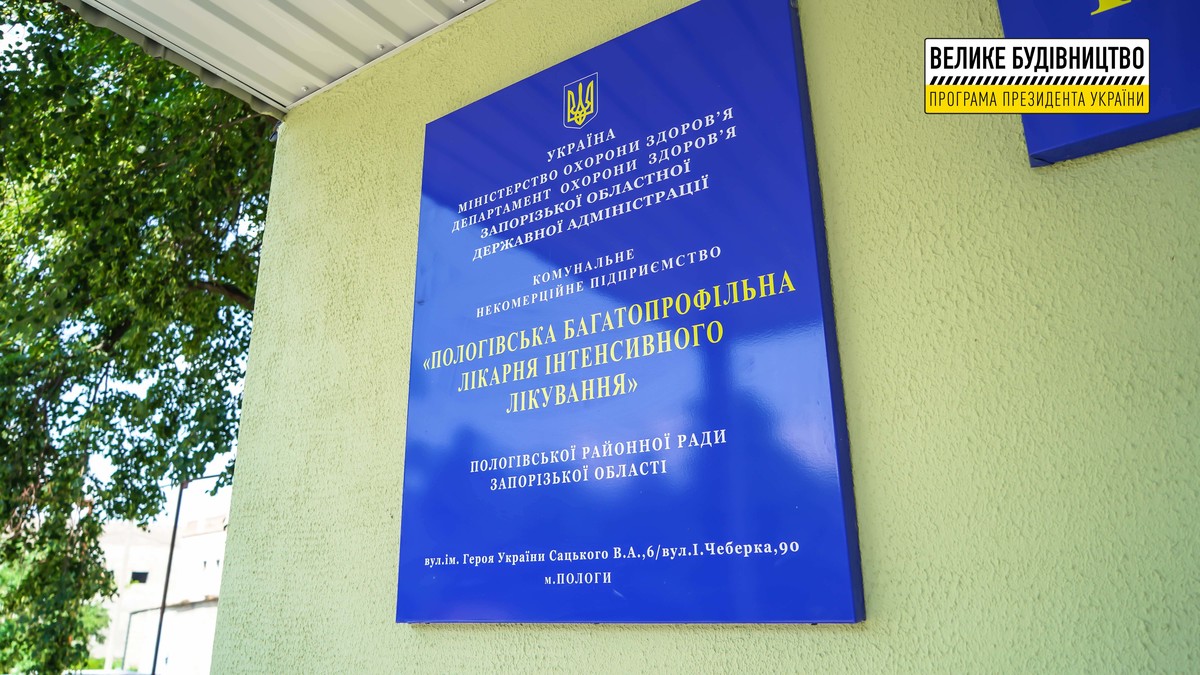 ВЕЛИКЕ БУДІВНИЦТВО
ПРОГРАМА ПРЕЗИДЕНТА УКРАЇНИ
УКРАЇНА
МІНІСТЕРСТВО ОХОРОНИ ЗДОРОВ'Я
ДЕПАРТАМЕНТ ОХОРОНИ ЗДОРОВ'Я
ЗАПОРІЗЬКОЇ ОБЛАСТНОЇ
ДЕРЖАВНОЇ АДМІНІСТРАЦІЇ
КОМУНАЛЬНЕ
НЕКОМЕРЦІЙНЕ ПІДПРИЄМСТВО
«ПОЛОГІВСЬКА БАГАТОПРОФІЛЬНА
ЛІКАРНЯ ІНТЕНСИВНОГО
ЛІКУВАННЯ»
ПОЛОГІВСЬКОЇ РАЙОННОЇ РАДИ
ЗАПОРІЗЬКОЇ ОБЛАСТІ
вул.ім. Героя України Сацького В.А.,6/вул.І.Чеберка,90
м.ПОЛОГИ